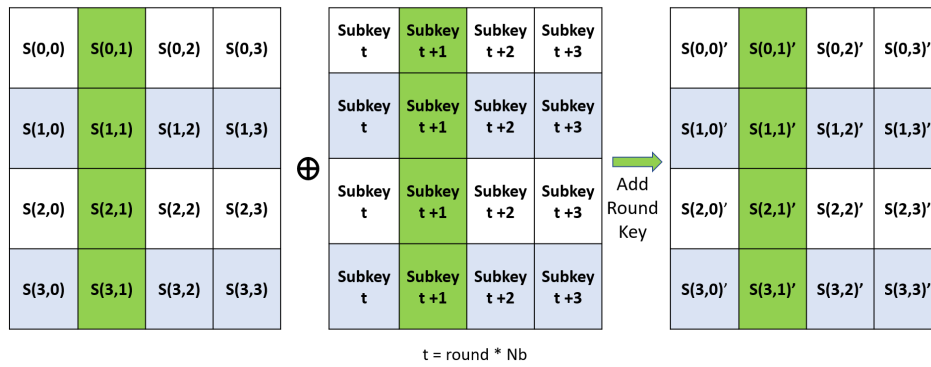 S(0,0) S(0,1) S(0,2) S(0,3)
S(1,0) S(1,1) S(1,2) S(1,3)
S(2,0) S(2,1) S(2,2) S(2,3)
S(3,0) S(3,1) S(3,2) S(3,3)
⊕
Subkey Subkey Subkey Subkey
t t +1 t +2 t +3
Subkey Subkey Subkey Subkey
t t +1 t +2 t +3
Subkey Subkey Subkey Subkey
t t +1 t +2 t +3
Subkey Subkey Subkey Subkey
t t +1 t +2 t +3
Add
Round
Key
S(0,0)’ S(0,1)’ S(0,2)’ S(0,3)’
S(1,0)’ S(1,1)’ S(1,2)’ S(1,3)’
S(2,0)’ S(2,1)’ S(2,2)’ S(2,3)’
S(3,0)’ S(3,1)’ S(3,2)’ S(3,3)’
t = round * Nb